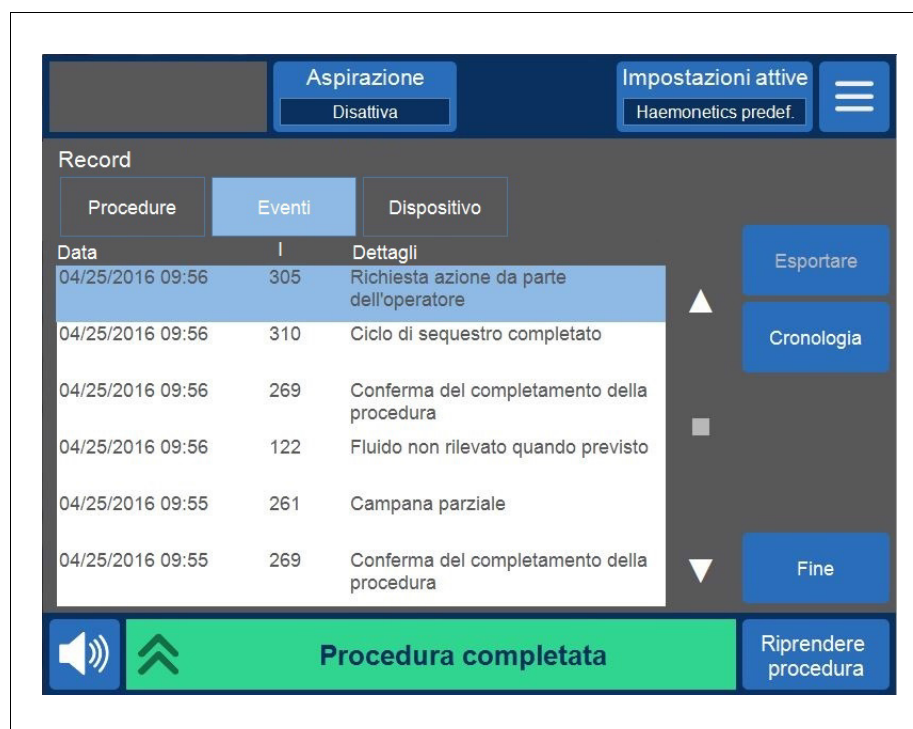 Aspirazione
Disattiva
Impostazioni attive
Haemonetics predef.
Record
Procedure
Eventi
Dispositivo
Data
I
Dettagli
04/25/2016 09:56 305 Richiesta azione da parte
dell'operatore
04/25/2016 09:56 310 Ciclo di sequestro completato
04/25/2016 09:56 269 Conferma del completamento della
procedura
04/25/2016 09:56 122 Fluido non rilevato quando previsto
04/25/2016 09:55 261 Campana parziale
04/25/2016 09:55 269 Conferma del completamento della
procedura
Esportare
Cronologia
Fine
Procedura completata
Riprendere
procedura